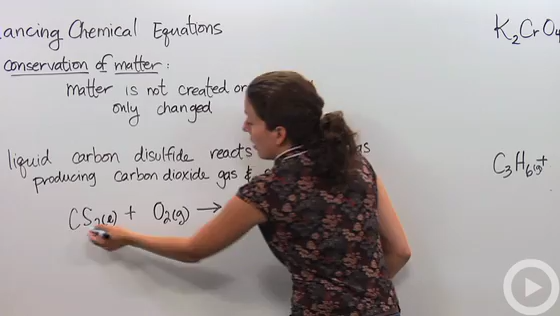 ancing Chemical Equations
conservation of matter :
matter is not created or
only changed
liquid carbon disulfide reacts
producing carbon dioxide gas &
CS₂(ℓ) + O₂(g) →
K₂CrO₄
C₃H₆(g) +